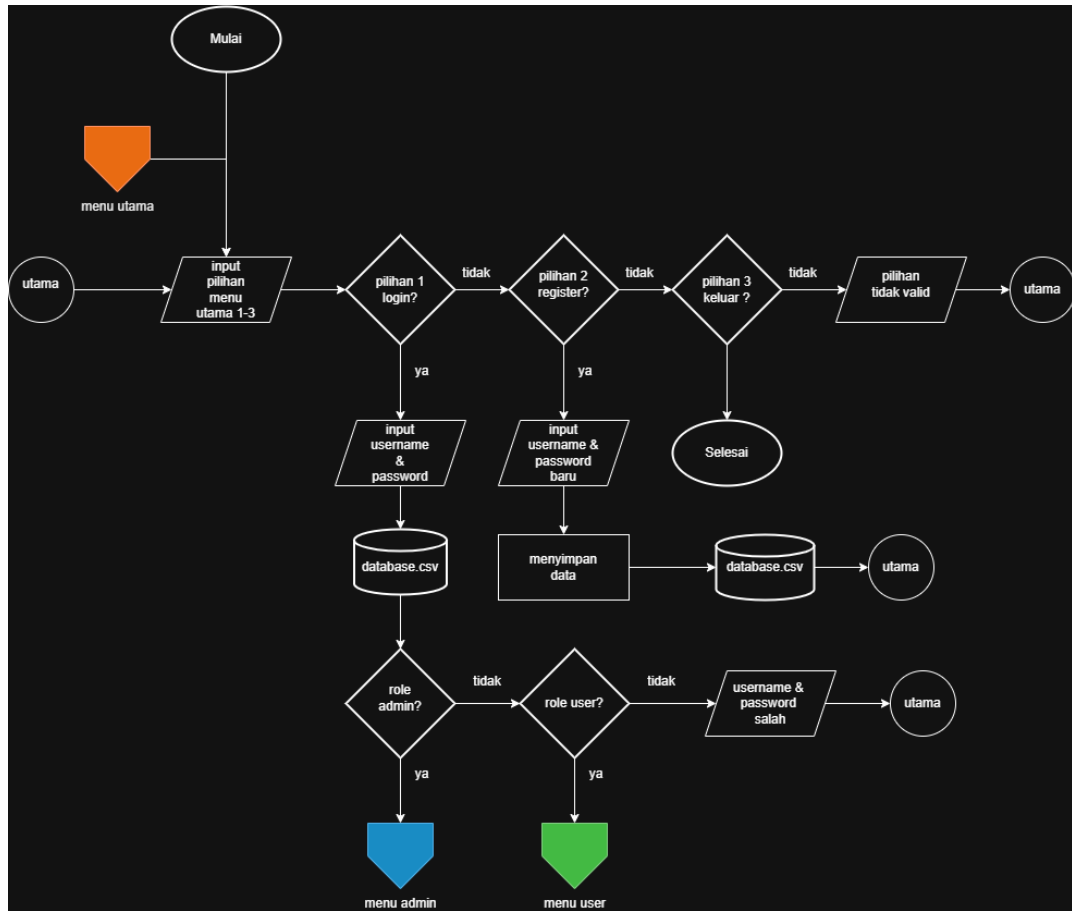 Mulai
menu utama
utama
input
pilihan
menu
utama 1-3
pilihan 1
login?
tidak
pilihan 2
register?
tidak
pilihan 3
keluar ?
tidak
pilihan
tidak valid
utama
ya
ya
input
username
&
password
input
username &
password
baru
Selesai
database.csv
menyimpan
data
database.csv
utama
role
admin?
tidak
role user?
tidak
username &
password
salah
utama
ya
ya
menu admin
menu user